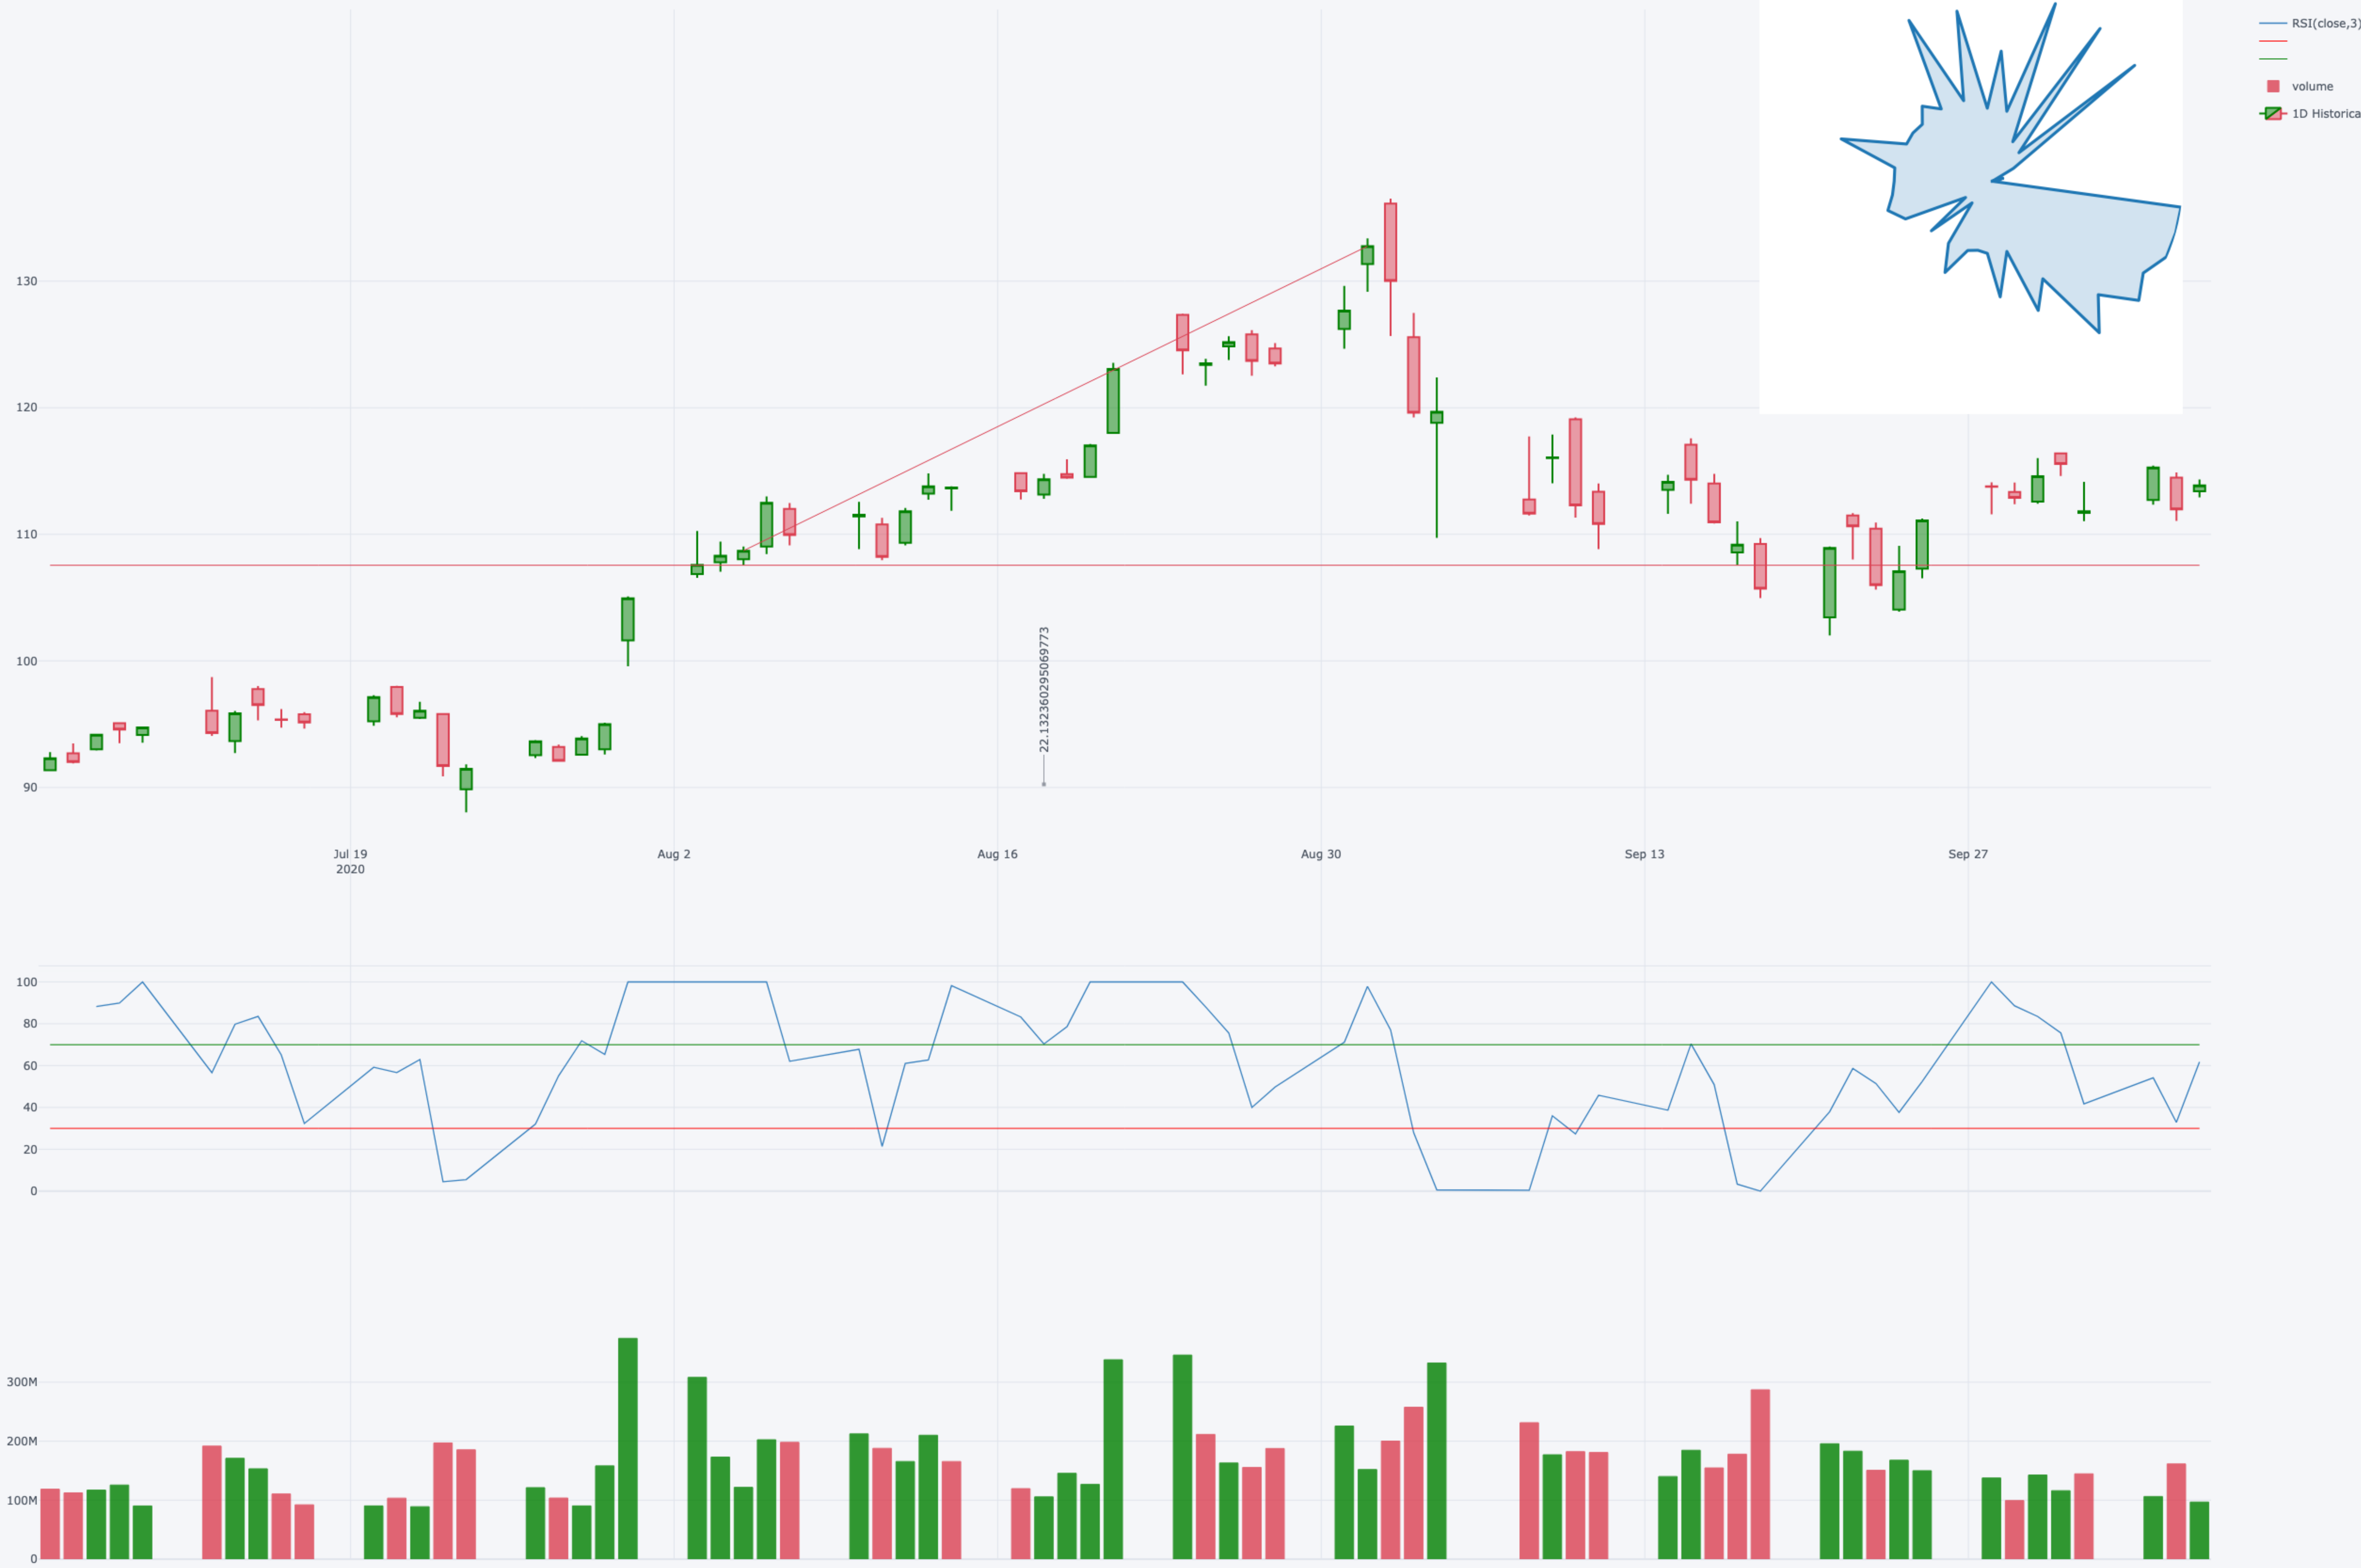 RSI(close,3)
volume
1D Historica
130
120
110
100
90
22.132360295069773
Jul 19
2020
Aug 2
Aug 16
Aug 30
Sep 13
Sep 27
100
80
60
40
20
0
300M
200M
100M
0